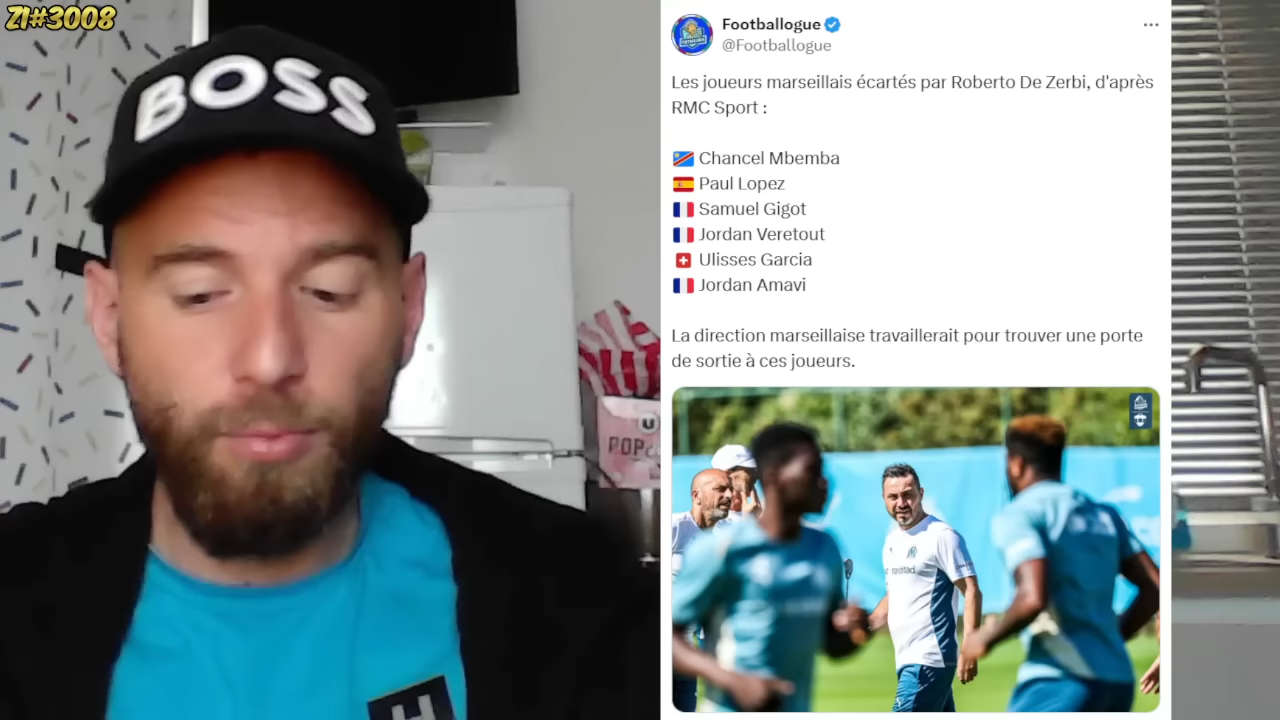 ZI#3008
BOSS
Footballogue
@Footballogue
Les joueurs marseillais écartés par Roberto De Zerbi, d'après
RMC Sport :
Chancel Mbemba
Paul Lopez
Samuel Gigot
Jordan Veretout
Ulisses Garcia
Jordan Amavi
La direction marseillaise travaillerait pour trouver une porte
de sortie à ces joueurs.
U
POP
H